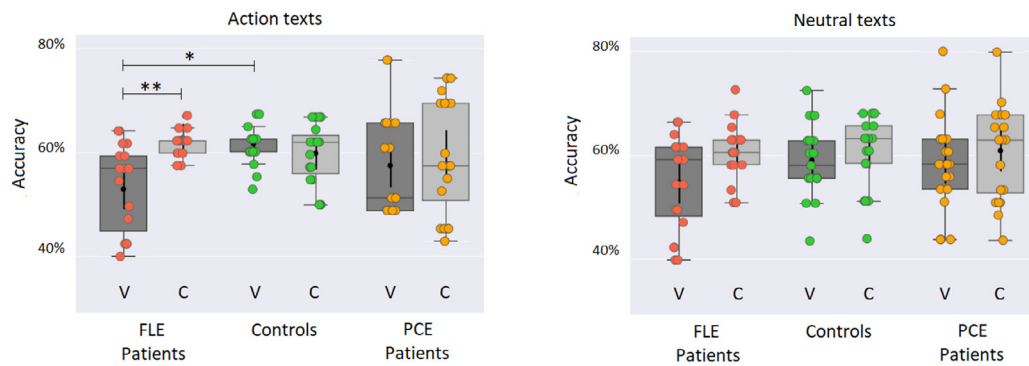 Action texts
Accuracy
80%
60%
40%
*
**
V C V C V C
FLE Patients
Controls
PCE Patients
Neutral texts
Accuracy
80%
60%
40%
V C V C V C
FLE Patients
Controls
PCE Patients